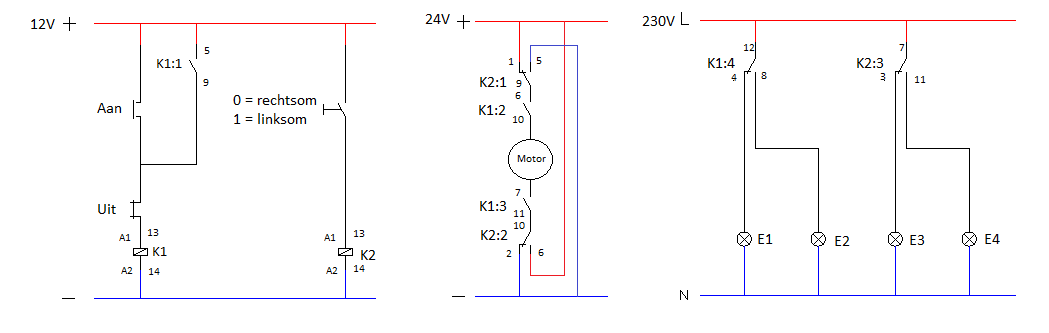 12V +
K1:1
5
9
Aan
0 = rechtsom
1 = linksom
Uit
A1
13
K1
A2
14
A1
13
K2
A2
14
—
24V +
1
5
K2:1
9
6
K1:2
10
Motor
7
K1:3
11
10
K2:2
2
6
—
230V L
12
K1:4
4
8
7
K2:3
3
11
E1
E2
E3
E4
N